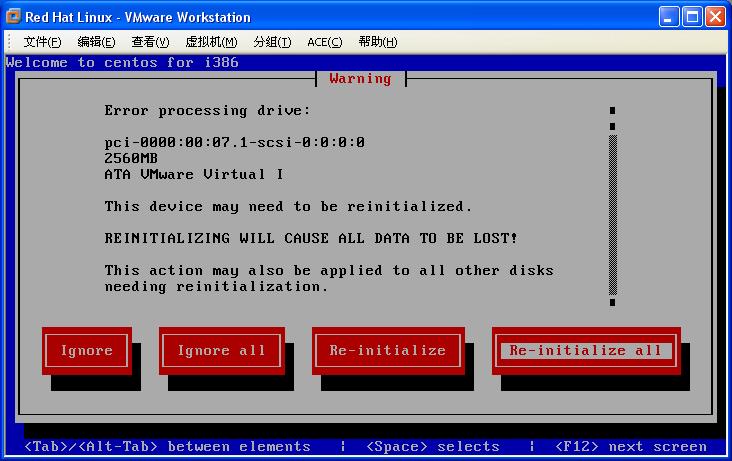 Red Hat Linux - VMware Workstation
文件(F) 编辑(E) 查看(V) 虚拟机(M) 分组(T) ACE(C) 帮助(H)
Welcome to centos for i386
Warning
Error processing drive:
pci-0000:00:07.1-scsi-0:0:0:0
2560MB
ATA VMware Virtual I
This device may need to be reinitialized.
REINITIALIZING WILL CAUSE ALL DATA TO BE LOST!
This action may also be applied to all other disks
needing reinitialization.
Ignore Ignore all Re-initialize Re-initialize all
<Tab>/<Alt-Tab> between elements | <Space> selects | <F12> next screen